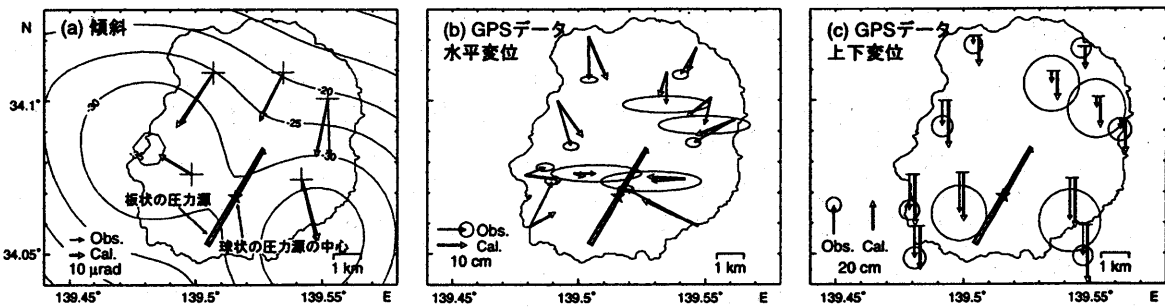 N
(a) 傾斜
34.1°
34.05°
-20
-25
-30
-30
板状の圧力源
球状の圧力源の中心
Obs.
Cal.
10 μrad
1 km
139.45°
139.5°
139.55°
E
(b) GPSデータ
水平変位
Obs.
Cal.
10 cm
1 km
139.45°
139.5°
139.55°
E
(c) GPSデータ
上下変位
Obs. Cal.
20 cm
1 km
139.45°
139.5°
139.55°
E